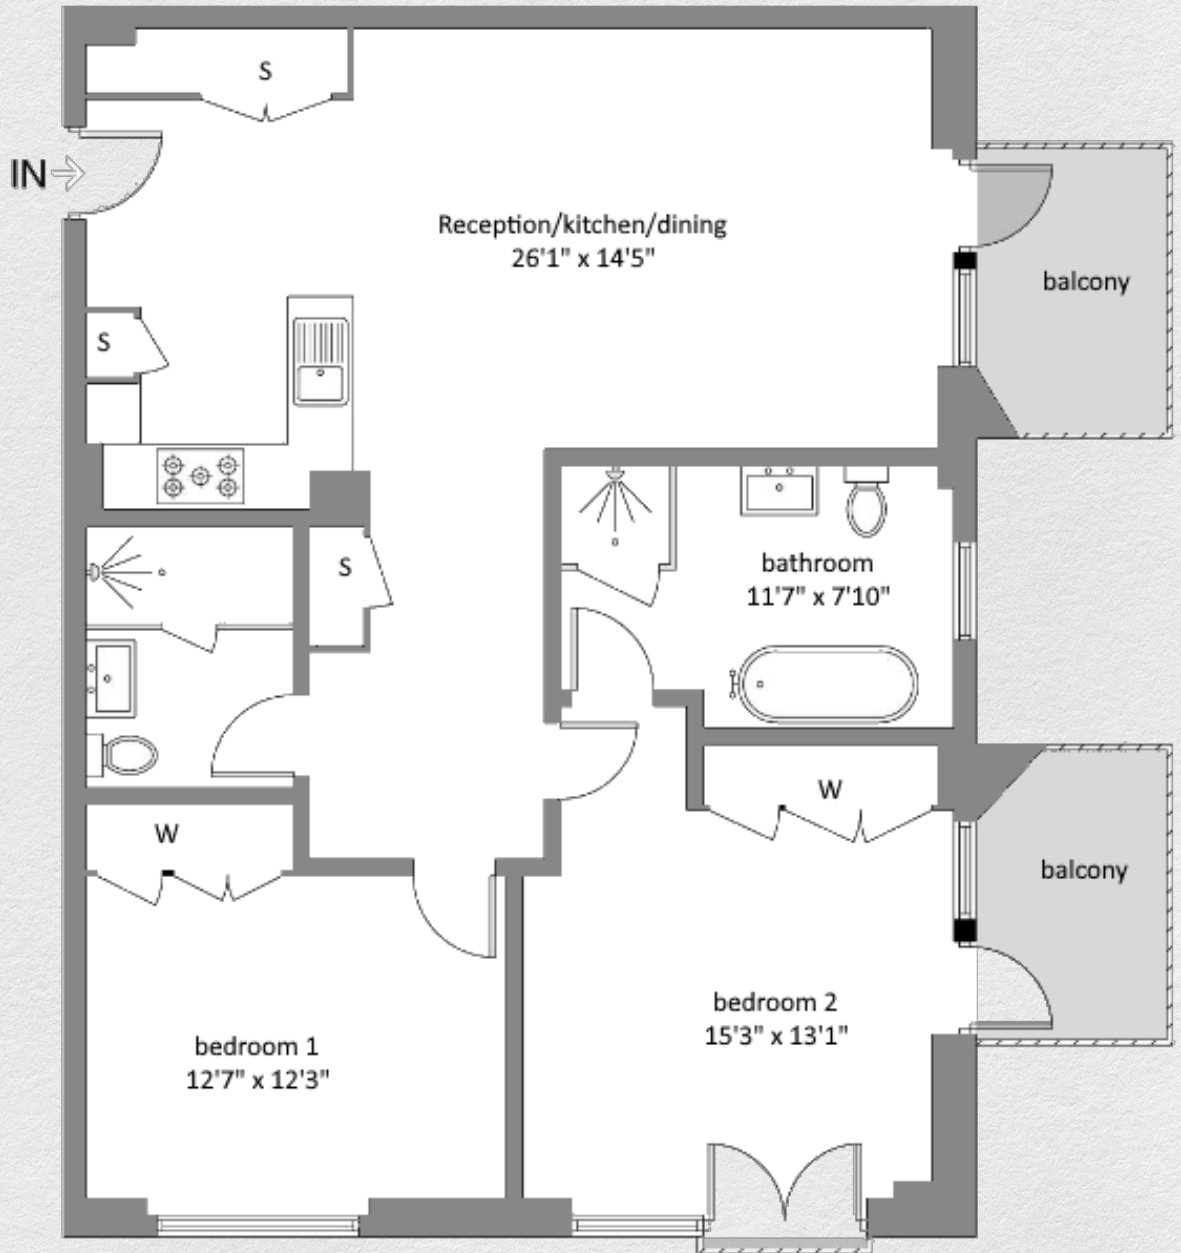 S
IN
Reception/kitchen/dining
26'1" x 14'5"
balcony
S
S
bathroom
11'7" x 7'10"
W
W
balcony
bedroom 2
15'3" x 13'1"
bedroom 1
12'7" x 12'3"